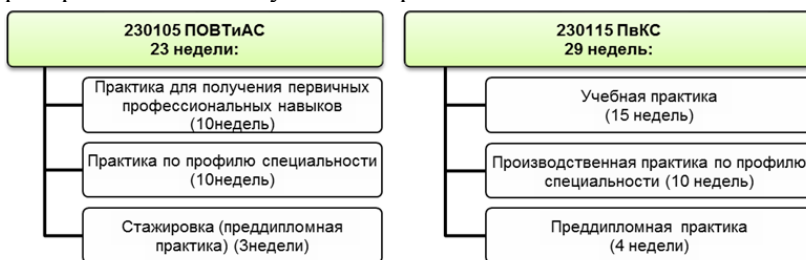 230105 ПОВТиАС
23 недели:
Практика для получения первичных
профессиональных навыков
(10недель)
Практика по профилю специальности
(10недель)
Стажировка (преддипломная
практика) (3недели)
230115 ПвКС
29 недель:
Учебная практика
(15 недель)
Производственная практика по профилю
специальности (10 недель)
Преддипломная практика
(4 недели)